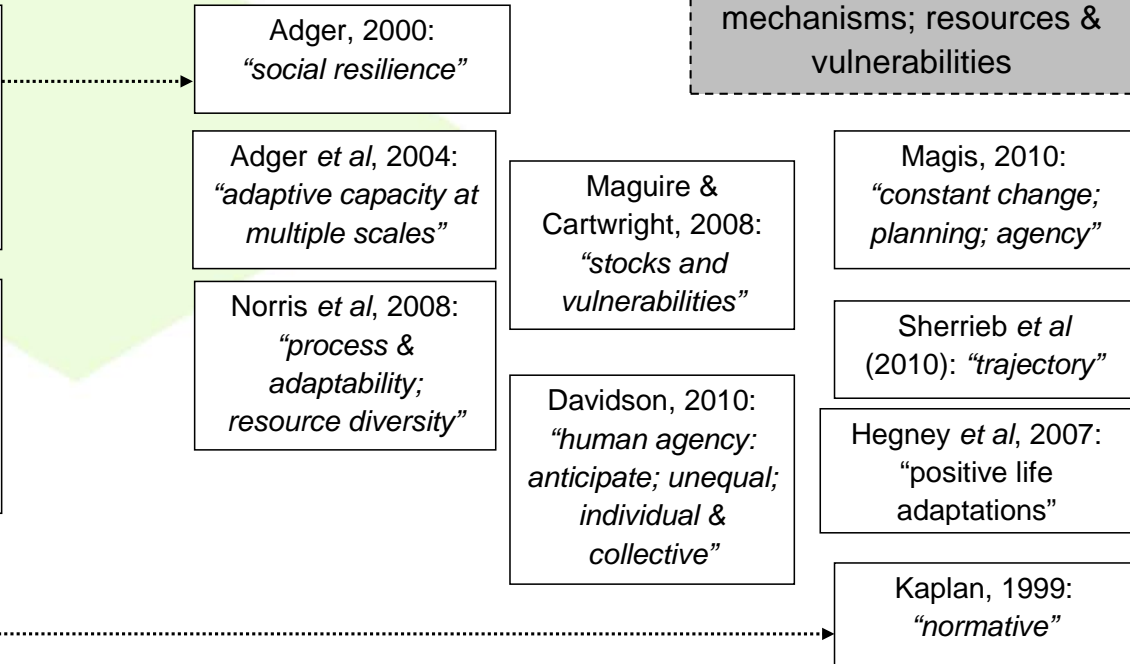 Adger, 2000:
“social resilience”
mechanisms; resources &
vulnerabilities
Adger et al, 2004:
“adaptive capacity at
multiple scales”
Maguire &
Cartwright, 2008:
“stocks and
vulnerabilities”
Magis, 2010:
“constant change;
planning; agency”
Norris et al, 2008:
“process &
adaptability;
resource diversity”
Sherrieb et al
(2010): “trajectory”
Davidson, 2010:
“human agency:
anticipate; unequal;
individual &
collective”
Hegney et al, 2007:
“positive life
adaptations”
Kaplan, 1999:
“normative”